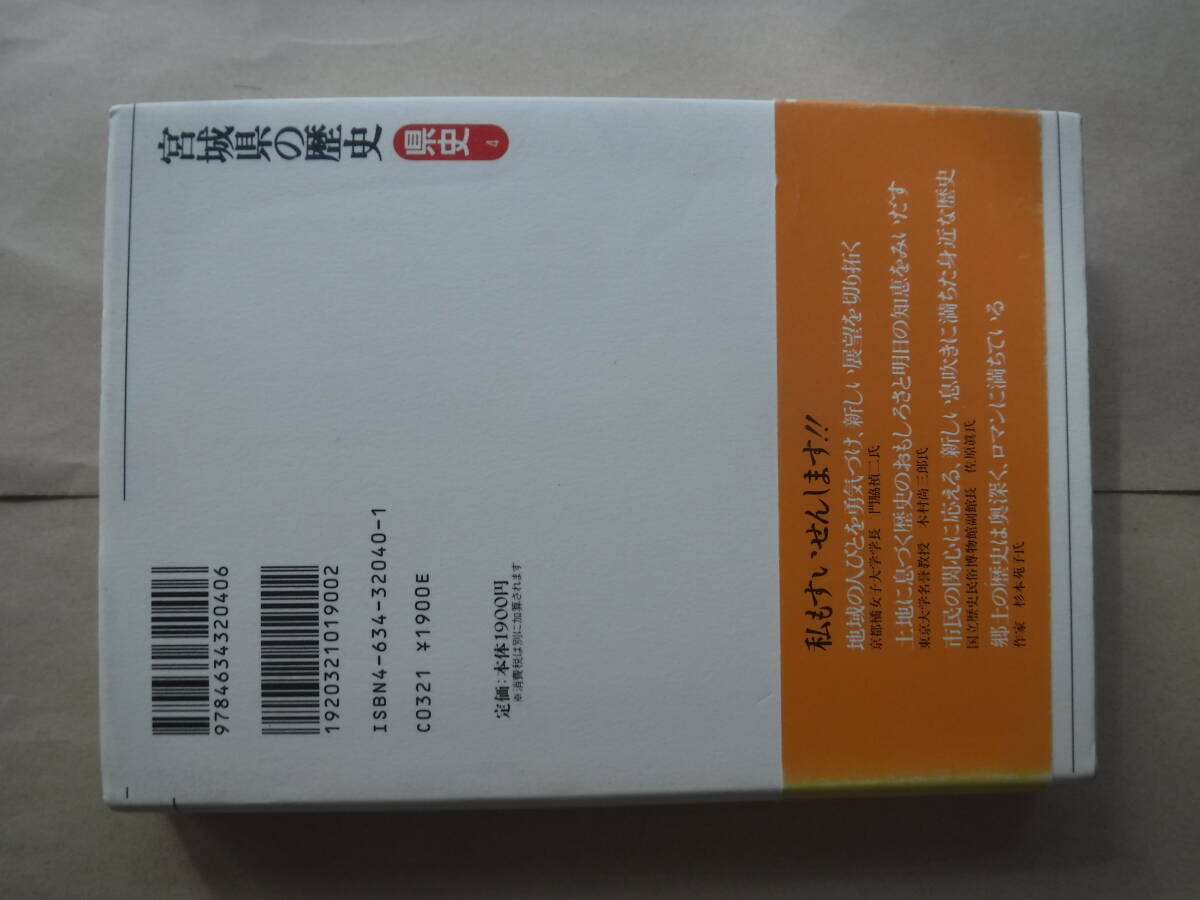 宮城県の歴史
県史 4
9784634320406
1920321019002
ISBN4-634-32040-1
C0321 ¥1900E
定価：本体1900円
※消費税は別に加算されます
私もすいせんします!!
地域の人びとを勇気づけ、新しい展望を切り拓く
京都橘女子大学学長 門脇禎二氏
土地に息づく歴史のおもしろさと明日の知恵をみいだす
東京大学名誉教授 木村尚三郎氏
市民の関心に応える、新しい息吹きに満ちた身近な歴史
国立歴史民俗博物館副館長 佐原眞氏
郷土の歴史は奥深く、ロマンに満ちている
作家 杉本苑子氏